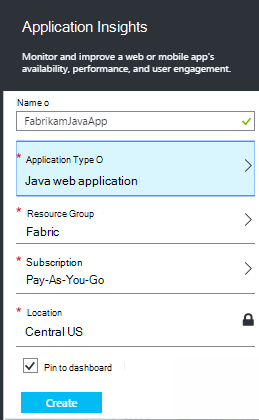 Application Insights
Monitor and improve a web or mobile app's
availability, performance, and user engagement.
Name o
FabrikamJavaApp
* Application Type O
Java web application
* Resource Group
Fabric
* Subscription
Pay-As-You-Go
* Location
Central US
Pin to dashboard
Create